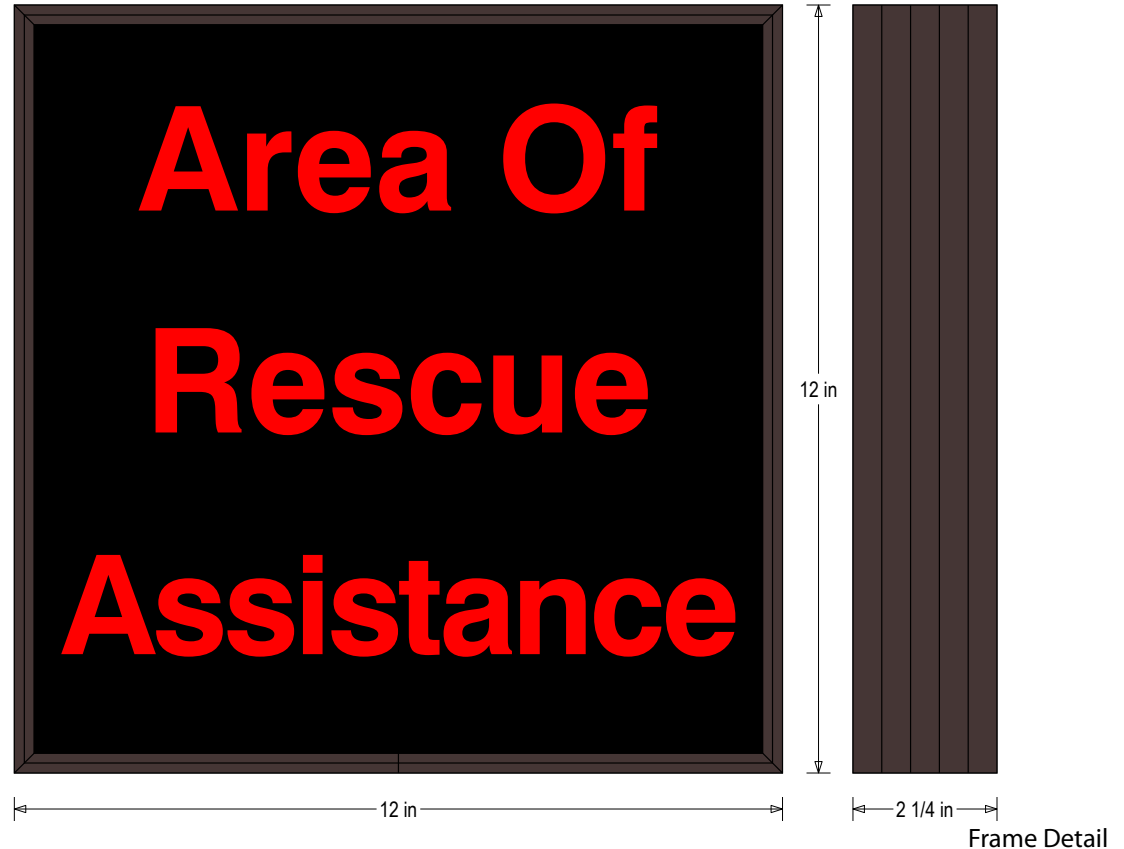 Area Of
Rescue
Assistance
12 in
12 in
2 1/4 in
Frame Detail